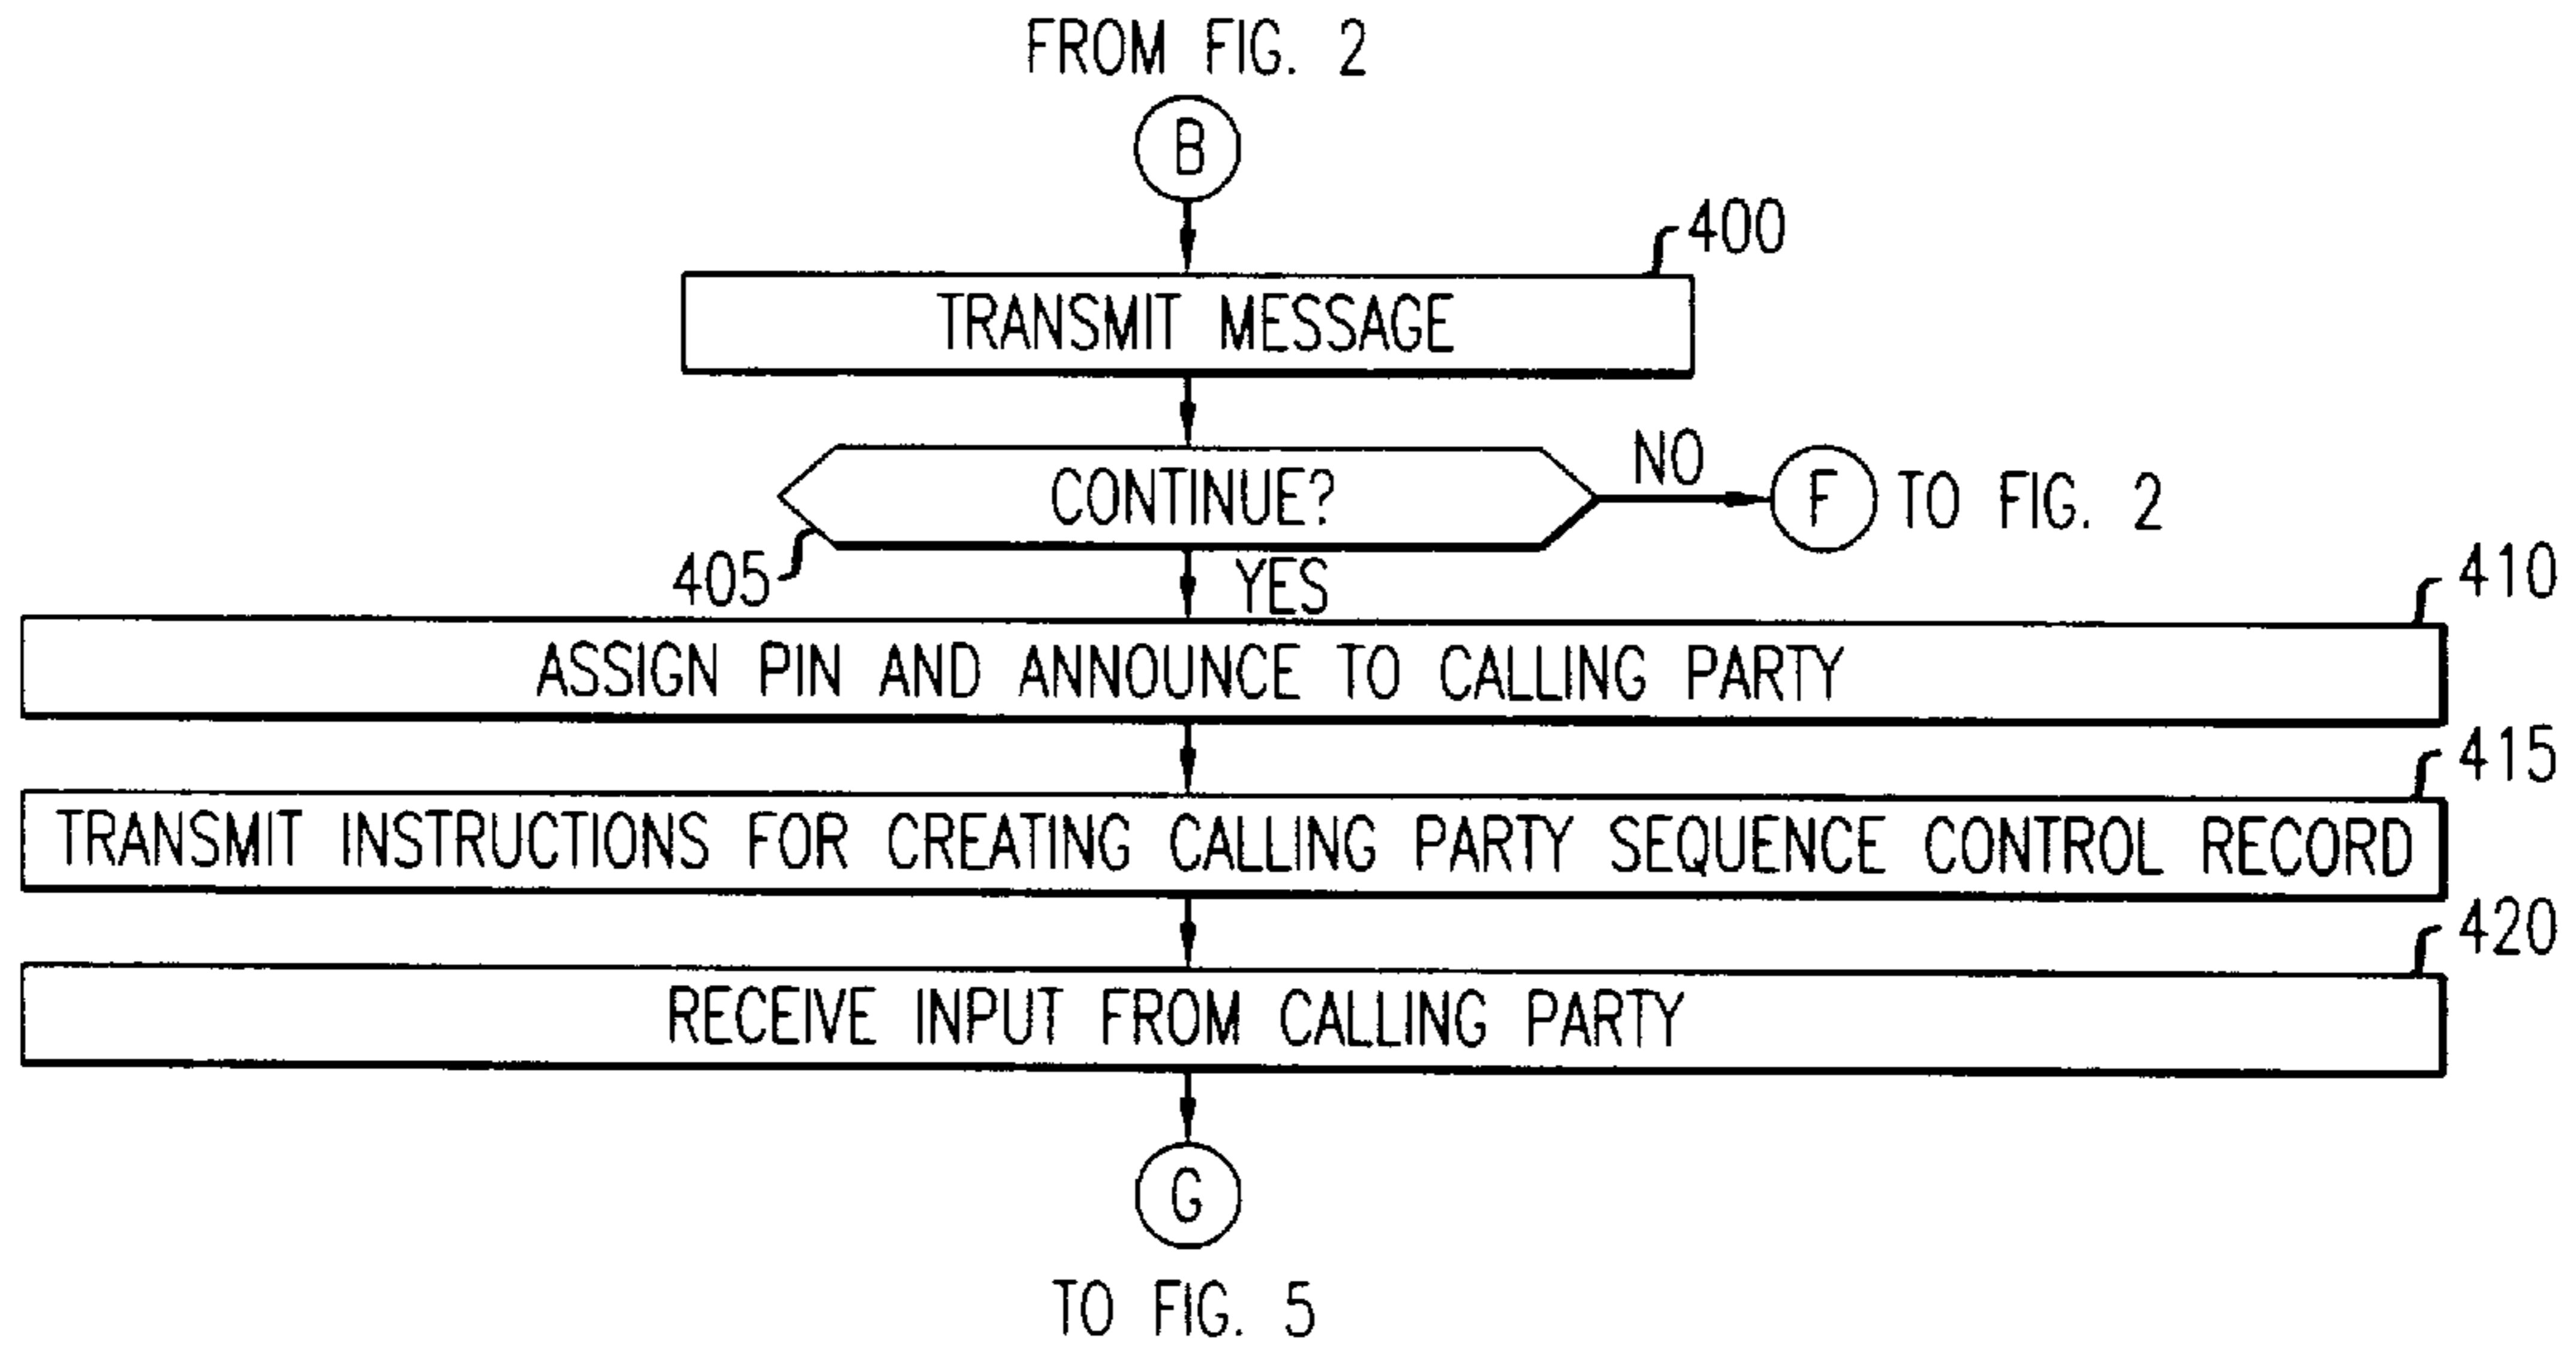 FROM FIG. 2
B
400
TRANSMIT MESSAGE
CONTINUE?
NO
F
TO FIG. 2
405
YES
410
ASSIGN PIN AND ANNOUNCE TO CALLING PARTY
415
TRANSMIT INSTRUCTIONS FOR CREATING CALLING PARTY SEQUENCE CONTROL RECORD
420
RECEIVE INPUT FROM CALLING PARTY
G
TO FIG. 5